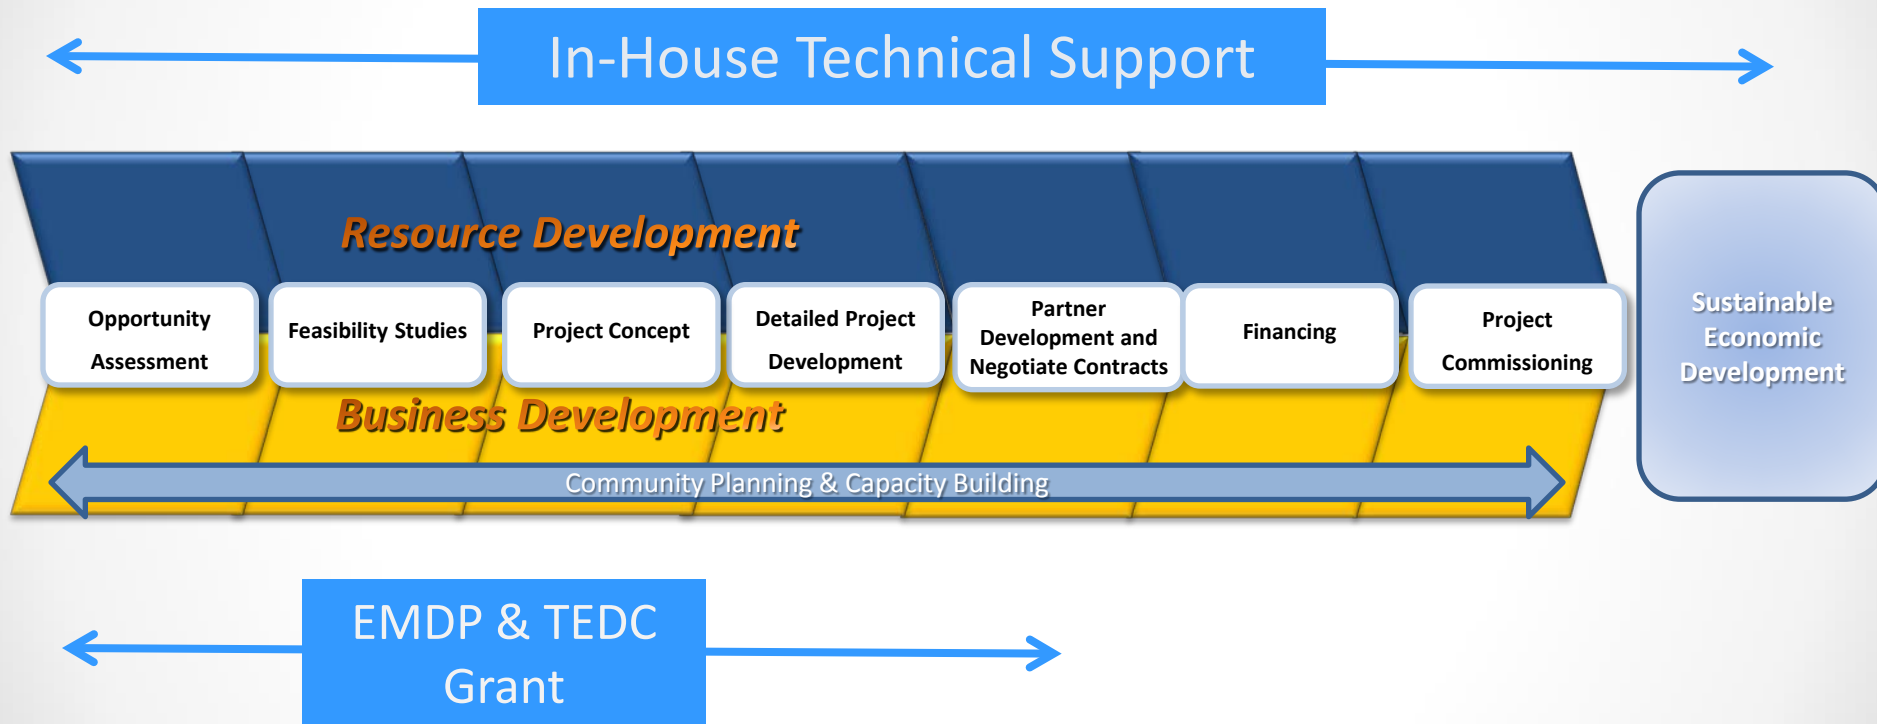 In-House Technical Support
Resource Development
Opportunity
Assessment
Feasibility Studies
Project Concept
Detailed Project
Development
Partner
Development and
Negotiate Contracts
Financing
Project
Commissioning
Sustainable
Economic
Development
Business Development
Community Planning & Capacity Building
EMDP & TEDC
Grant